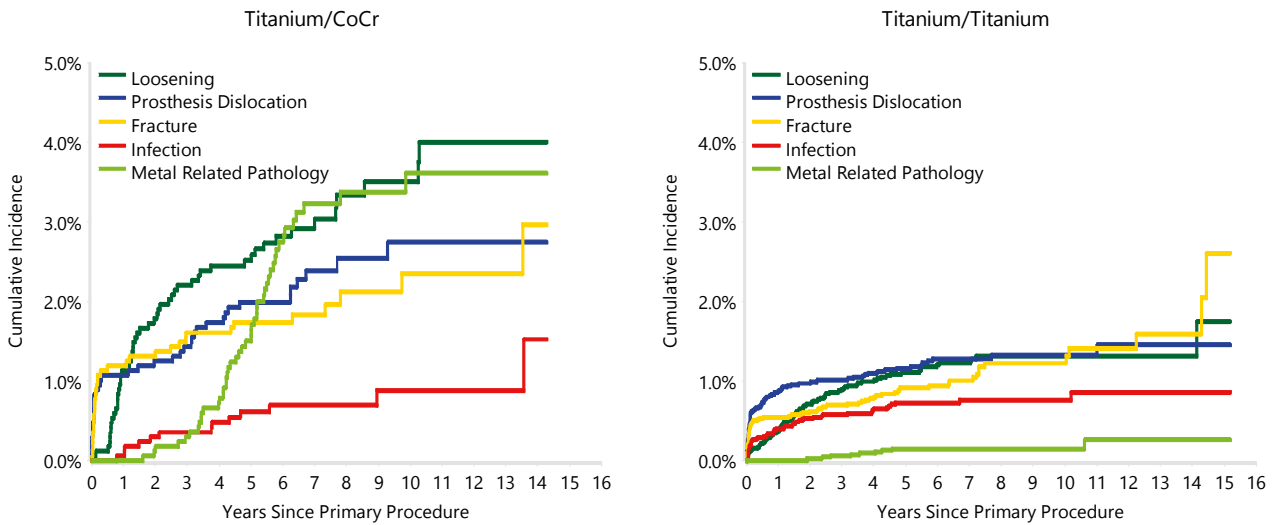 Titanium/CoCr
5.0%
4.0%
3.0%
2.0%
1.0%
0.0%
Cumulative Incidence
Loosening
Prosthesis Dislocation
Fracture
Infection
Metal Related Pathology
0 1 2 3 4 5 6 7 8 9 10 11 12 13 14 15 16
Years Since Primary Procedure
Titanium/Titanium
5.0%
4.0%
3.0%
2.0%
1.0%
0.0%
Cumulative Incidence
Loosening
Prosthesis Dislocation
Fracture
Infection
Metal Related Pathology
0 1 2 3 4 5 6 7 8 9 10 11 12 13 14 15 16
Years Since Primary Procedure